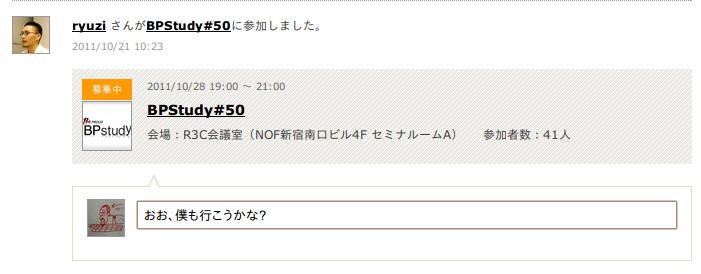 ryuzi さんがBPStudy#50に参加しました。
2011/10/21 10:23
募集中
2011/10/28 19:00 ～ 21:00
BPStudy#50
BPstudy
会場：R3C会議室（NOF新宿南口ビル4F セミナルームA） 参加者数：41人
おお、僕も行こうかな?